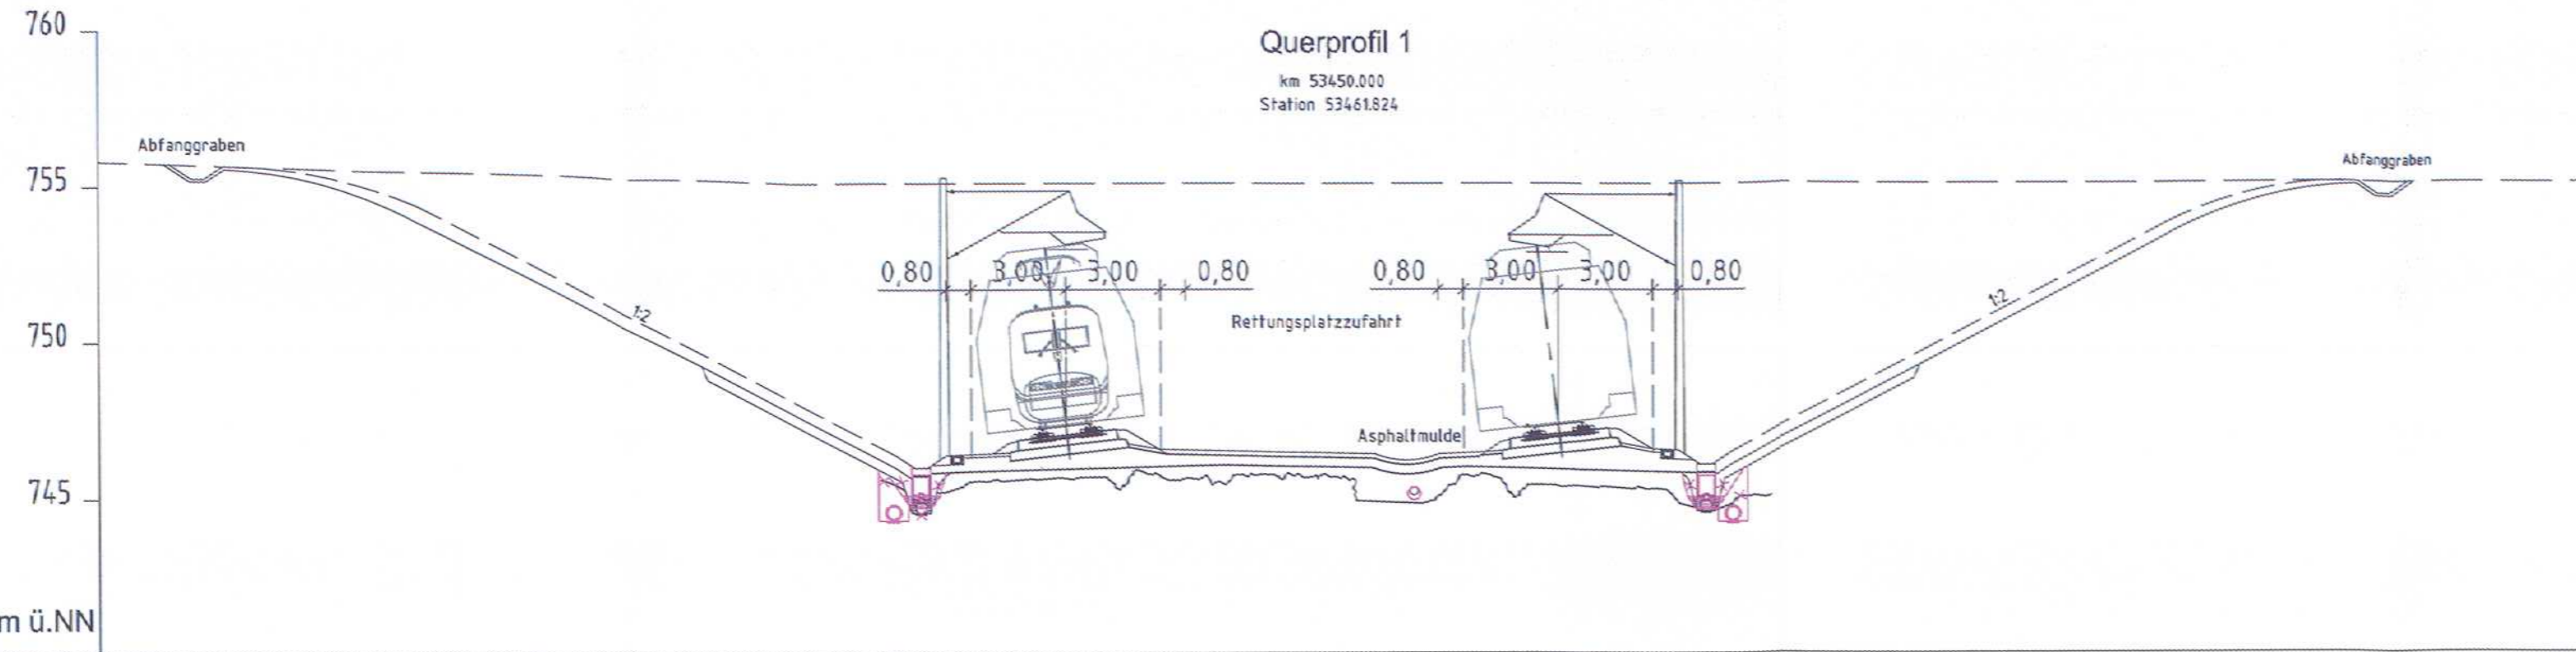 760
Querprofil 1
km 53450.000
Station 53461.824
Abfanggraben
Abfanggraben
755
0,80 3,00 3,00 0,80 0,80 3,00 3,00 0,80
1:2
1:2
Rettungsplatzzufahrt
750
Asphaltmulde
745
m ü.NN